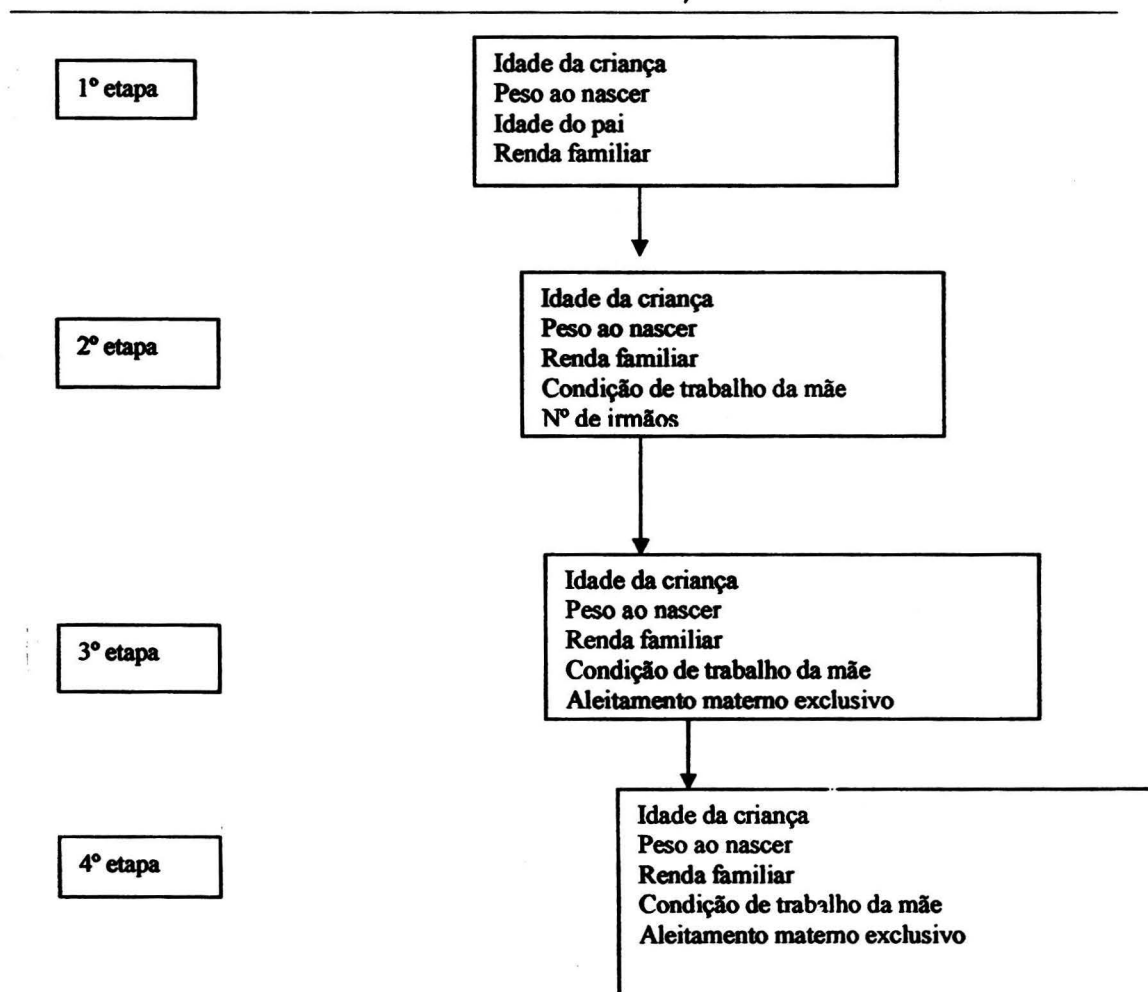 1º etapa
Idade da criança
Peso ao nascer
Idade do pai
Renda familiar
2º etapa
Idade da criança
Peso ao nascer
Renda familiar
Condição de trabalho da mãe
Nº de irmãos
3º etapa
Idade da criança
Peso ao nascer
Renda familiar
Condição de trabalho da mãe
Aleitamento materno exclusivo
4º etapa
Idade da criança
Peso ao nascer
Renda familiar
Condição de trabalho da mãe
Aleitamento materno exclusivo